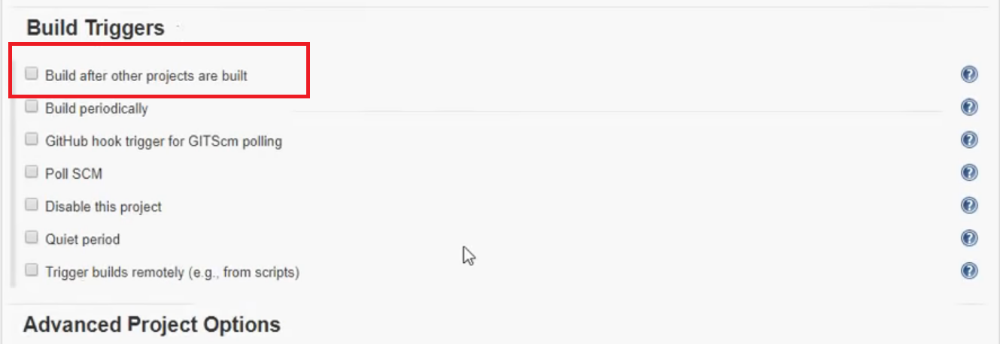 Build Triggers
Build after other projects are built
Build periodically
GitHub hook trigger for GITScm polling
Poll SCM
Disable this project
Quiet period
Trigger builds remotely (e.g., from scripts)
Advanced Project Options